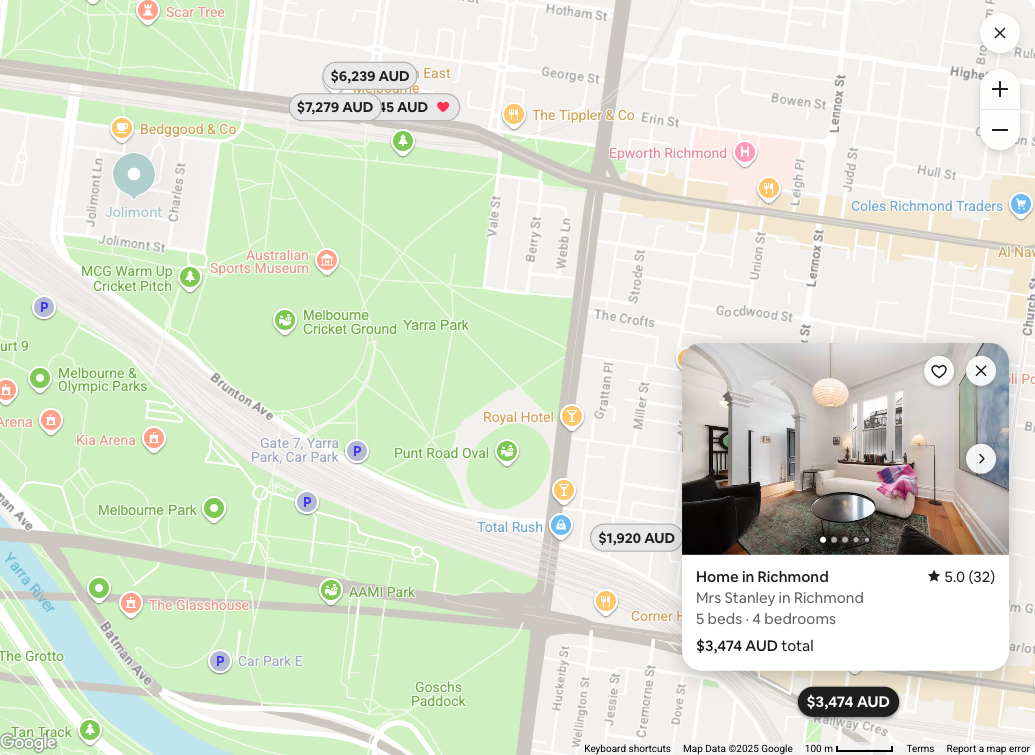 Scar Tree
Hotham St
George St
$6,239 AUD
East
Melbourne
$7,279 AUD
45 AUD
Bedggood & Co
The Tippler & Co
Erin St
Bowen St
Lennox St
Epworth Richmond
H
Judd St
Leigh Pl
Hull St
Coles Richmond Traders
Jolimont Ln
Charles St
Jolimont
Jolimont St
Vale St
Berry St
Webb Ln
Union St
Lennox St
Al Nav
Australian
Sports Museum
MCG Warm Up
Cricket Pitch
Strode St
P
Melbourne
Cricket Ground
Yarra Park
The Crofts
Goodwood St
Church St
urt 9
Melbourne &
Olympic Parks
Brunton Ave
Grattan Pl
Miller St
Arena
Kia Arena
Royal Hotel
Gate 7, Yarra
Park, Car Park
P
Punt Road Oval
P
Melbourne Park
Total Rush
$1,920 AUD
man Ave
Yarra River
AAMI Park
The Glasshouse
Corner H
Home in Richmond
5.0 (32)
Mrs Stanley in Richmond
5 beds · 4 bedrooms
$3,474 AUD total
The Grotto
Batman Ave
P
Car Park E
Goschs
Paddock
Huckerby St
Wellington St
Jessie St
Cremorne St
Dove St
$3,474 AUD
Railway Cres
Tan Track
Google
Keyboard shortcuts
Map Data ©2025 Google
100 m
Terms
Report a map error